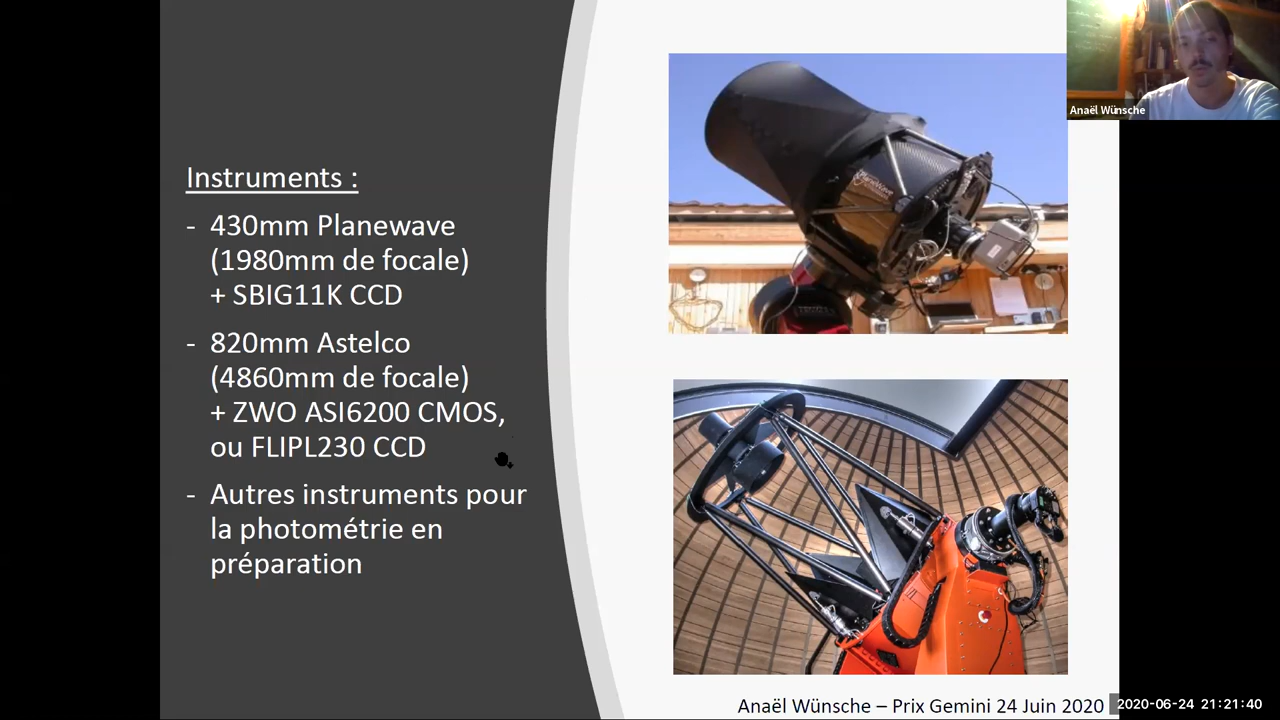 Instruments :
- 430mm Planewave
(1980mm de focale)
+ SBIG11K CCD
- 820mm Astelco
(4860mm de focale)
+ ZWO ASI6200 CMOS,
ou FLIPL230 CCD
- Autres instruments pour
la photométrie en
préparation
Anaël Wünsche
PlaneWave
Anaël Wünsche – Prix Gemini 24 Juin 2020
2020-06-24 21:21:40